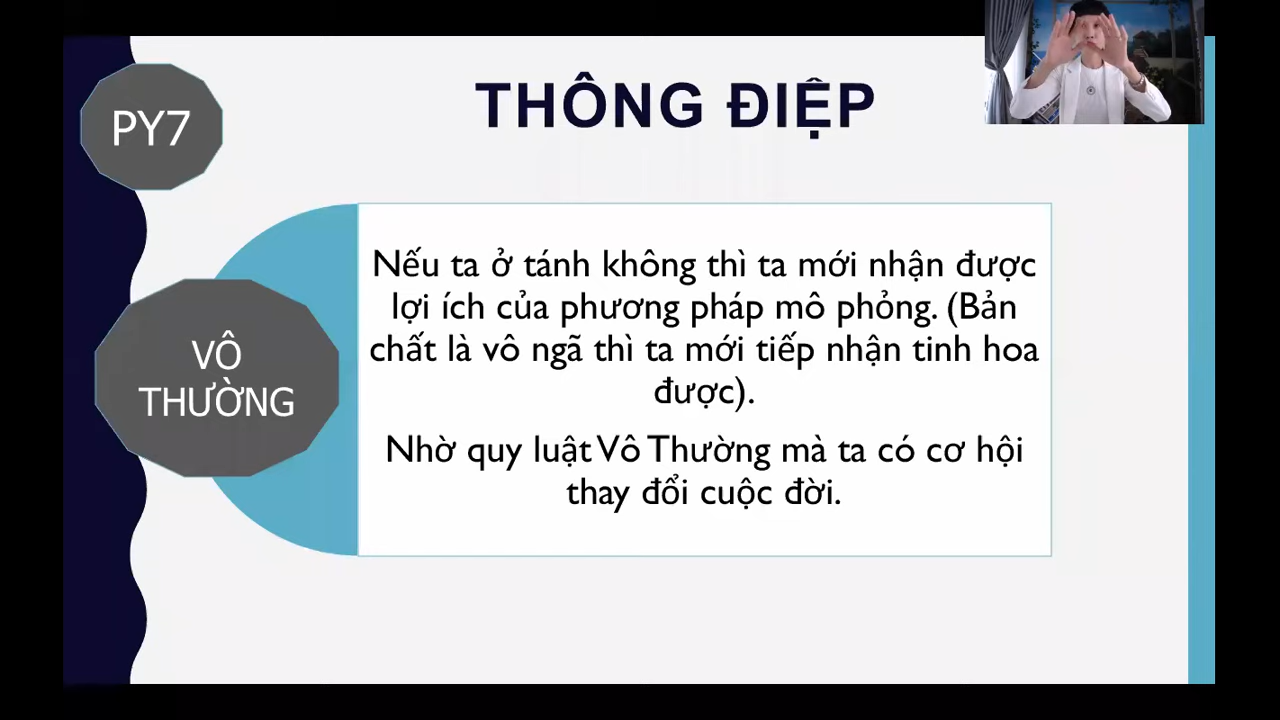 PY7
THÔNG ĐIỆP
VÔ
THƯỜNG
Nếu ta ở tánh không thì ta mới nhận được
lợi ích của phương pháp mô phỏng. (Bản
chất là vô ngã thì ta mới tiếp nhận tinh hoa
được).
Nhờ quy luật Vô Thường mà ta có cơ hội
thay đổi cuộc đời.